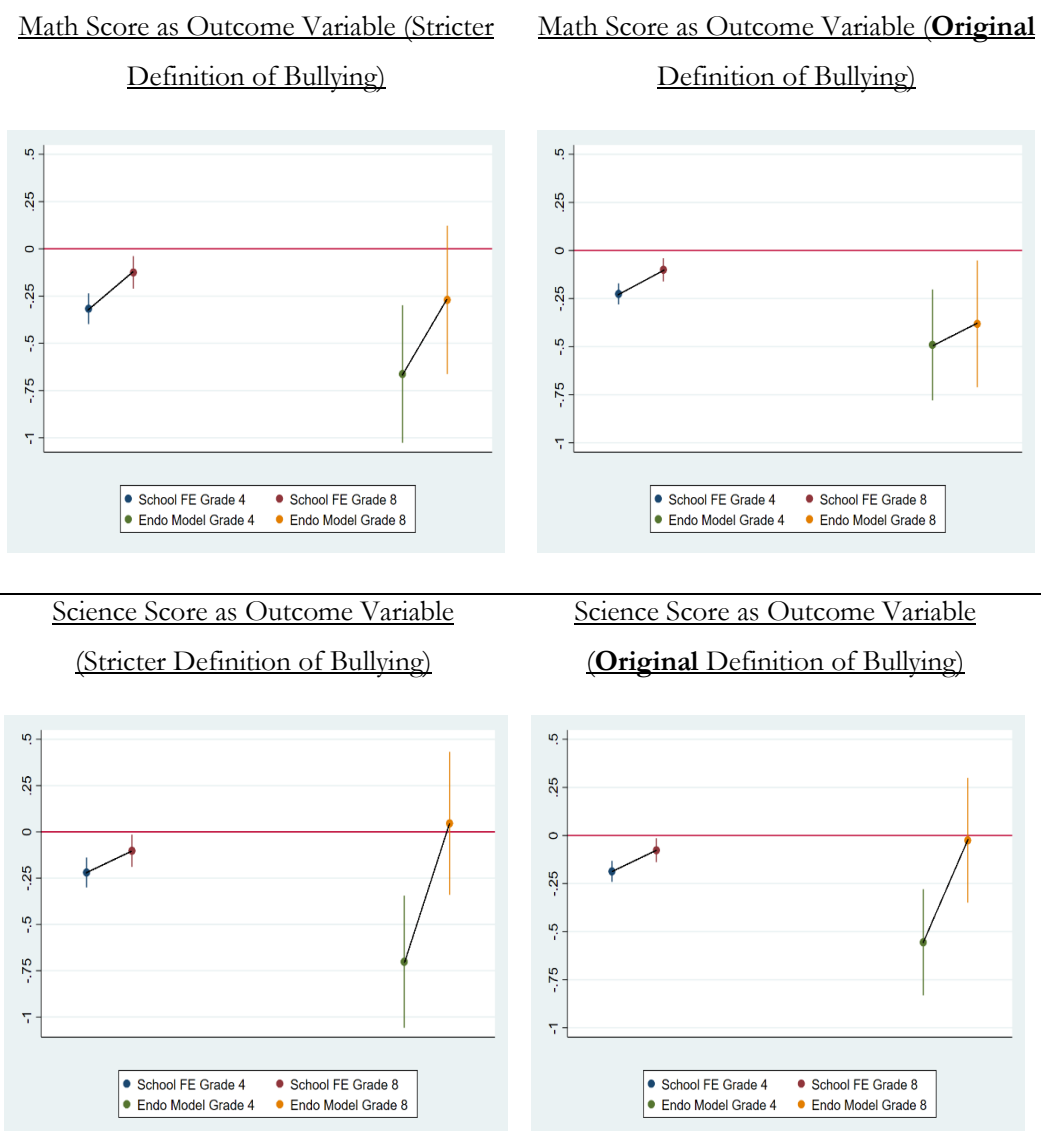 Math Score as Outcome Variable (Stricter
Definition of Bullying)
Math Score as Outcome Variable (Original
Definition of Bullying)
.5
.25
0
-.25
-.5
-.75
-1
School FE Grade 4
School FE Grade 8
Endo Model Grade 4
Endo Model Grade 8
.5
.25
0
-.25
-.5
-.75
-1
School FE Grade 4
School FE Grade 8
Endo Model Grade 4
Endo Model Grade 8
Science Score as Outcome Variable
(Stricter Definition of Bullying)
Science Score as Outcome Variable
(Original Definition of Bullying)
.5
.25
0
-.25
-.5
-.75
-1
School FE Grade 4
School FE Grade 8
Endo Model Grade 4
Endo Model Grade 8
.5
.25
0
-.25
-.5
-.75
-1
School FE Grade 4
School FE Grade 8
Endo Model Grade 4
Endo Model Grade 8